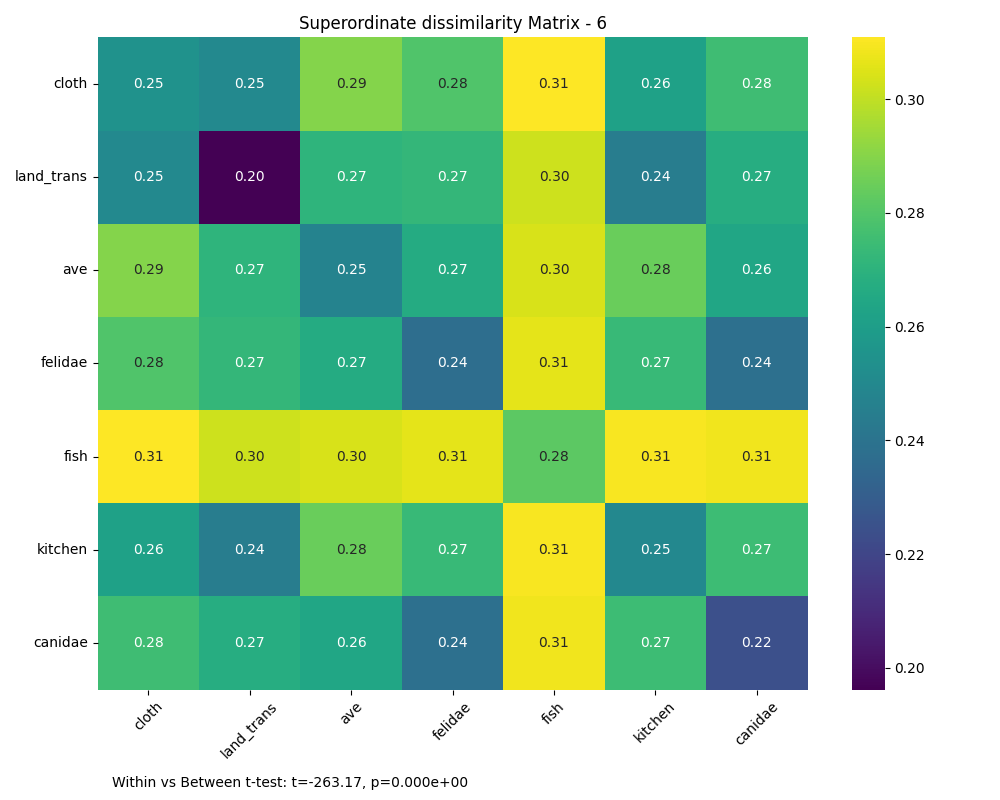 Superordinate dissimilarity Matrix - 6
cloth 0.25 0.25 0.29 0.28 0.31 0.26 0.28
land_trans 0.25 0.20 0.27 0.27 0.30 0.24 0.27
ave 0.29 0.27 0.25 0.27 0.30 0.28 0.26
felidae 0.28 0.27 0.27 0.24 0.31 0.27 0.24
fish 0.31 0.30 0.30 0.31 0.28 0.31 0.31
kitchen 0.26 0.24 0.28 0.27 0.31 0.25 0.27
canidae 0.28 0.27 0.26 0.24 0.31 0.27 0.22
cloth land_trans ave felidae fish kitchen canidae
0.30
0.28
0.26
0.24
0.22
0.20
Within vs Between t-test: t=-263.17, p=0.000e+00